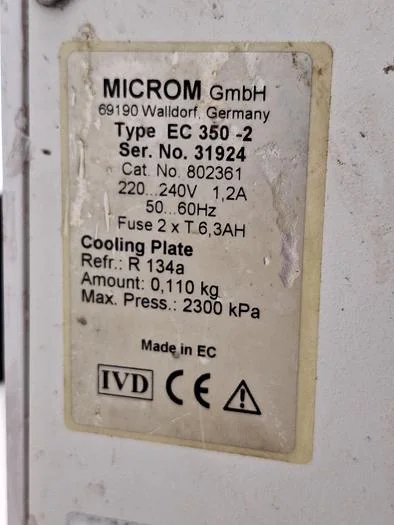 MICROM GmbH
69190 Walldorf, Germany
Type EC 350 -2
Ser. No. 31924
Cat. No. 802361
220...240V 1,2A
50...60Hz
Fuse 2 x T 6,3AH
Cooling Plate
Refr.: R 134a
Amount: 0,110 kg
Max. Press.: 2300 kPa
Made in EC
IVD CE